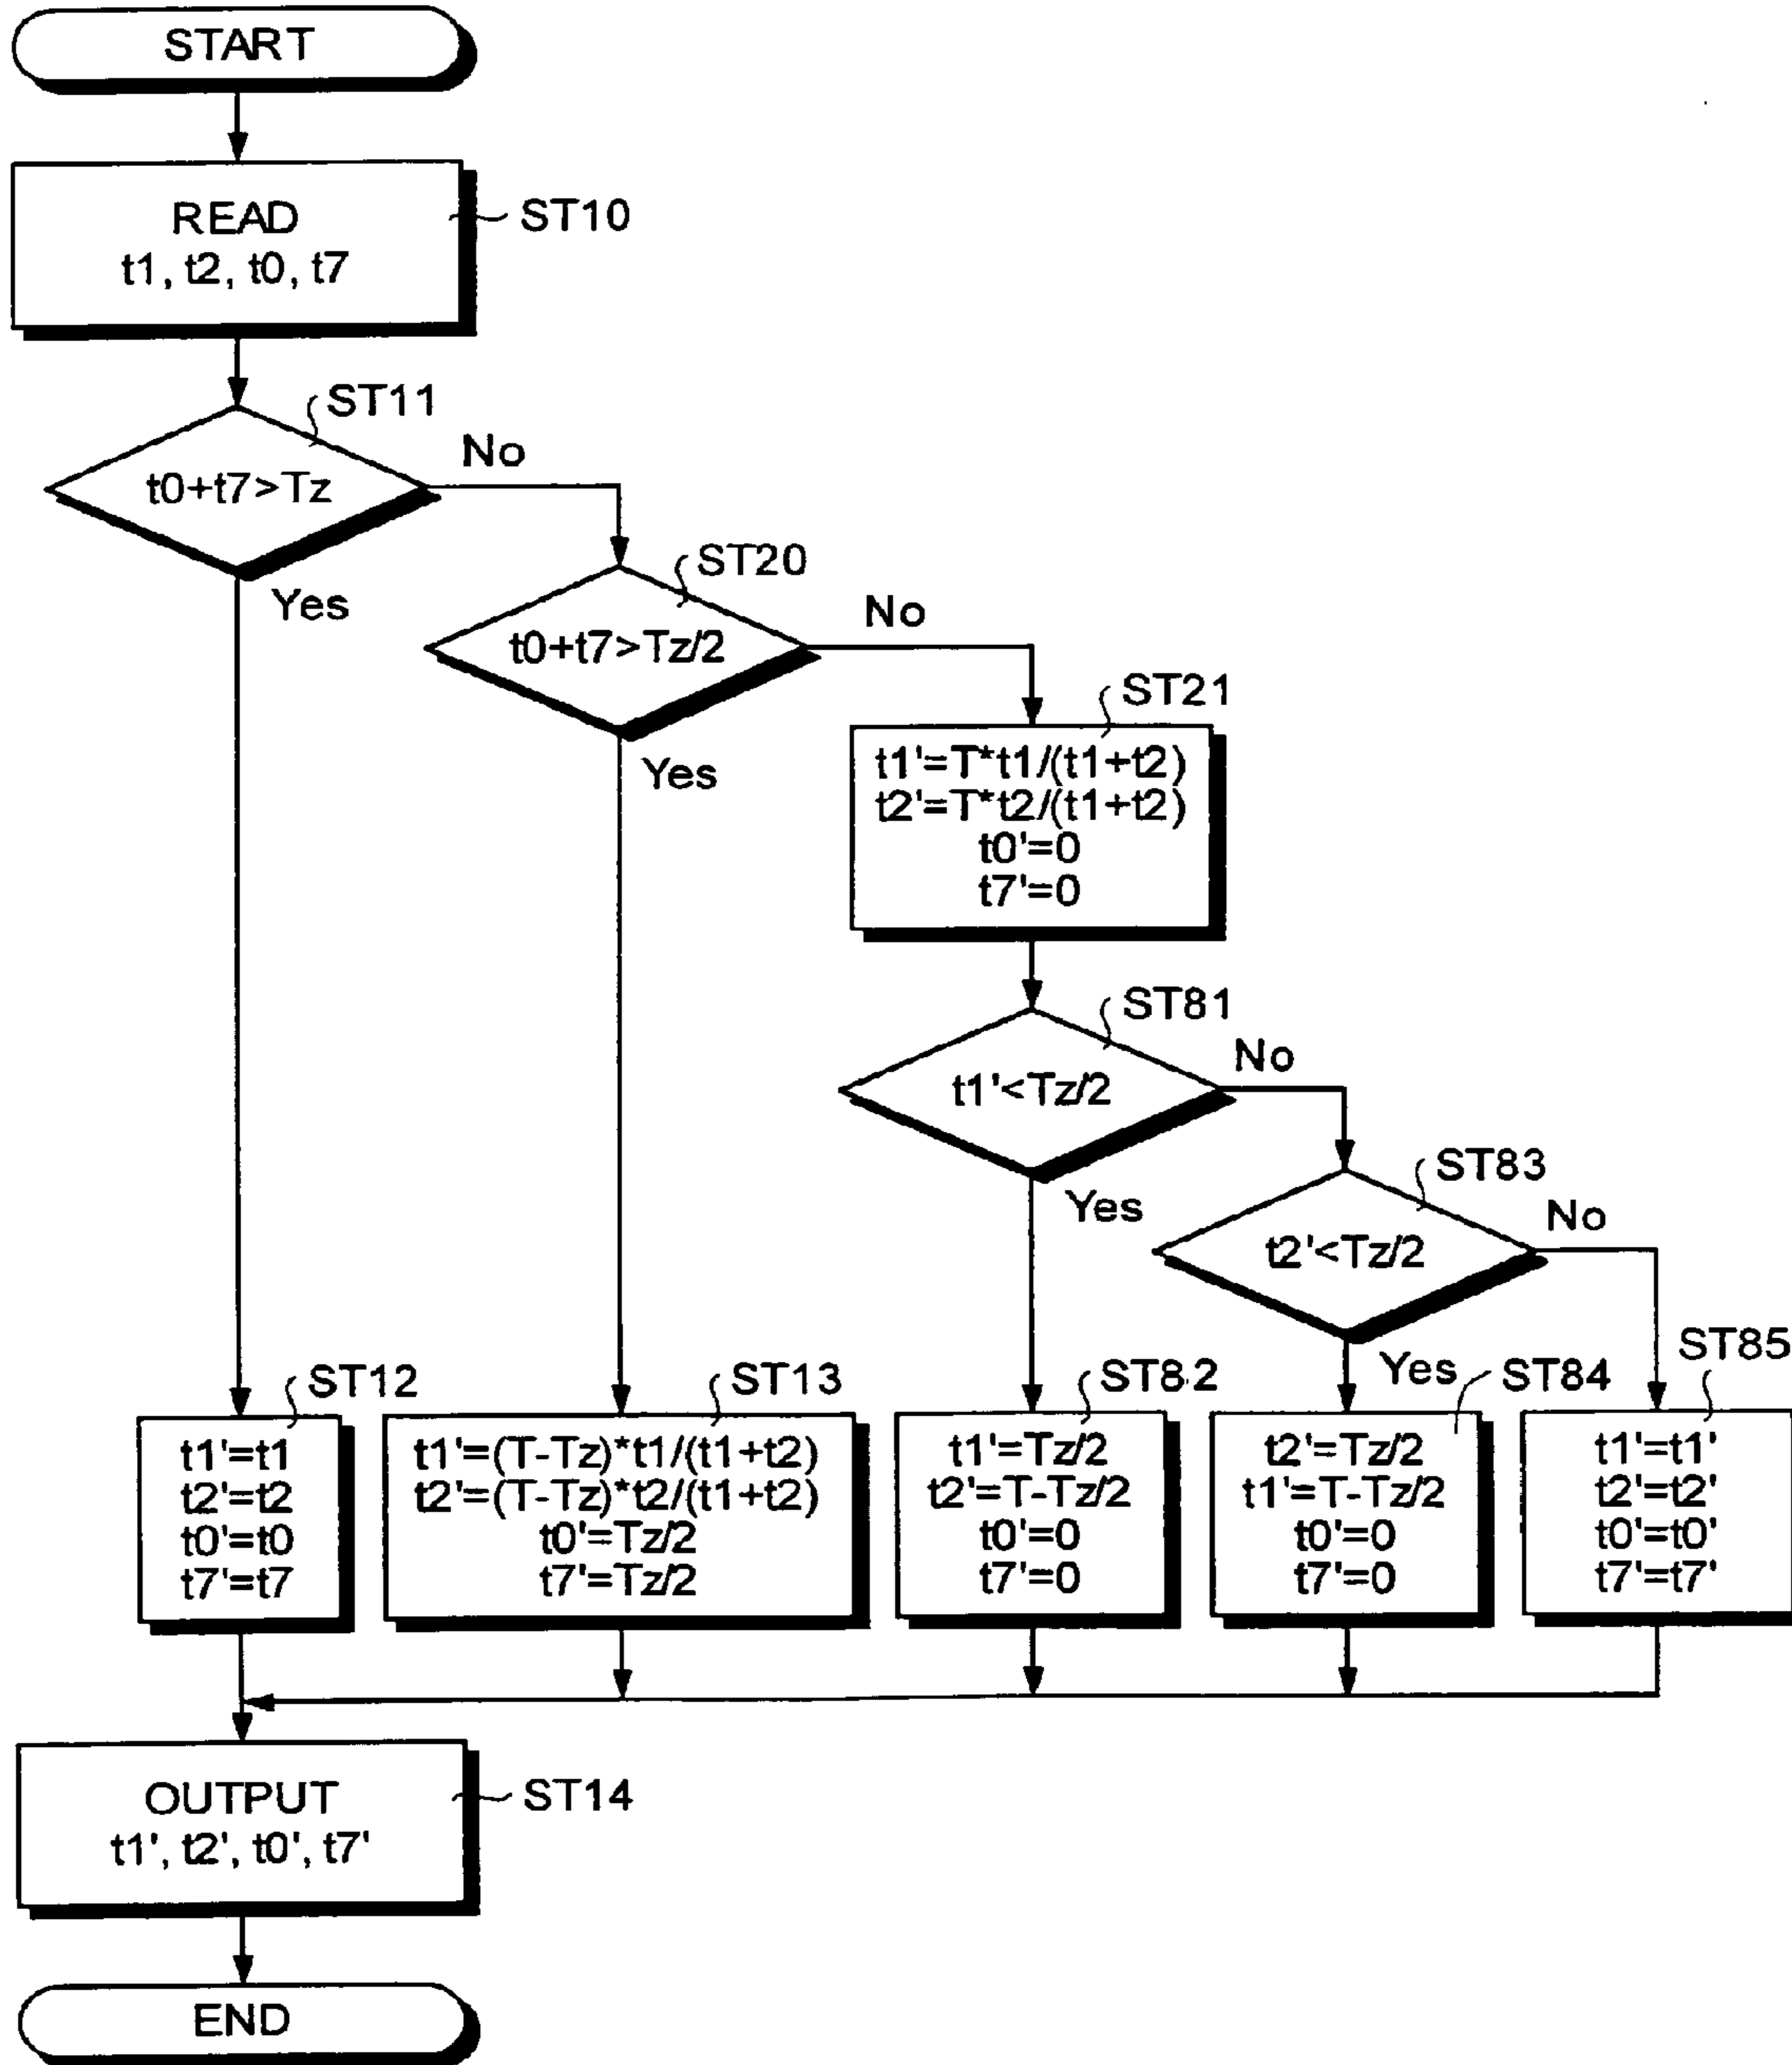 START
READ
t1, t2, t0, t7
ST10
ST11
t0+t7>Tz
No
Yes
ST20
t0+t7>Tz/2
No
Yes
ST21
t1'=T*t1/(t1+t2)
t2'=T*t2/(t1+t2)
t0'=0
t7'=0
ST81
t1'<Tz/2
No
Yes
ST83
t2'<Tz/2
No
Yes
ST12
t1'=t1
t2'=t2
t0'=t0
t7'=t7
ST13
t1'=(T-Tz)*t1/(t1+t2)
t2'=(T-Tz)*t2/(t1+t2)
t0'=Tz/2
t7'=Tz/2
ST82
t1'=Tz/2
t2'=T-Tz/2
t0'=0
t7'=0
ST84
t2'=Tz/2
t1'=T-Tz/2
t0'=0
t7'=0
ST85
t1'=t1'
t2'=t2'
t0'=t0'
t7'=t7'
OUTPUT
t1', t2', t0', t7'
ST14
END